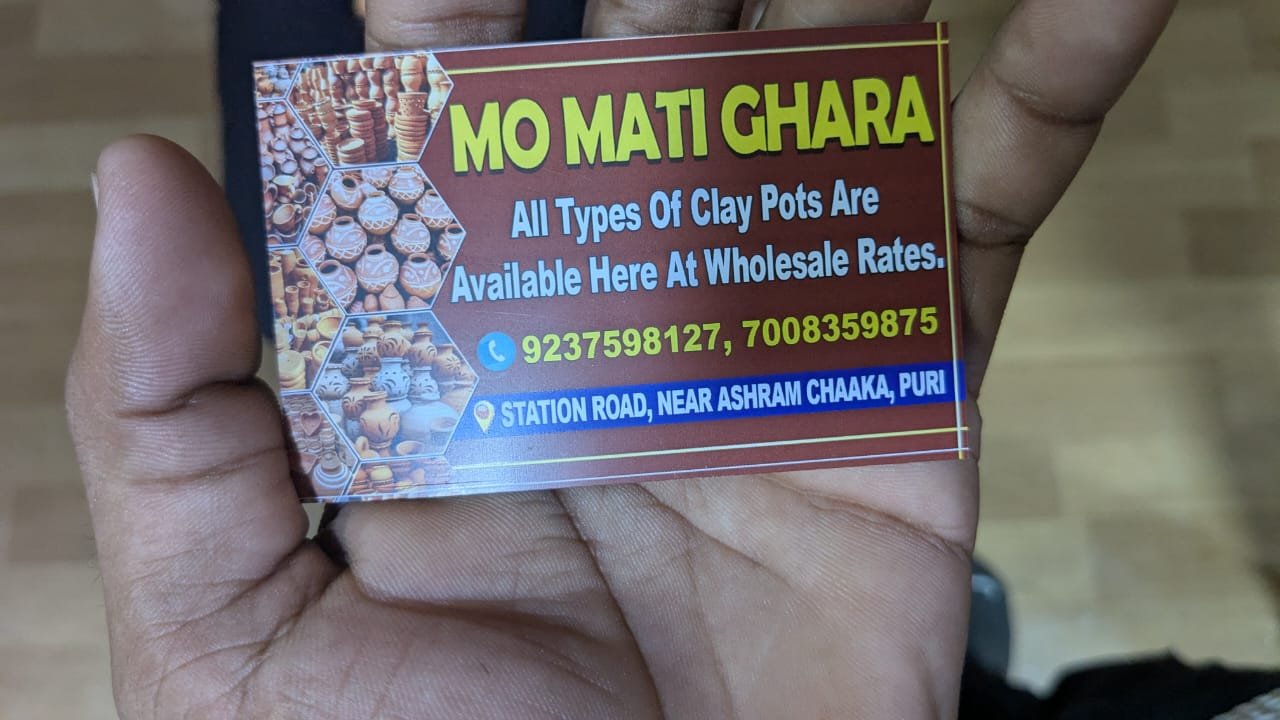 MO MATI GHARA
All Types Of Clay Pots Are
Available Here At Wholesale Rates.
9237598127, 7008359875
STATION ROAD, NEAR ASHRAM CHAAKA, PURI